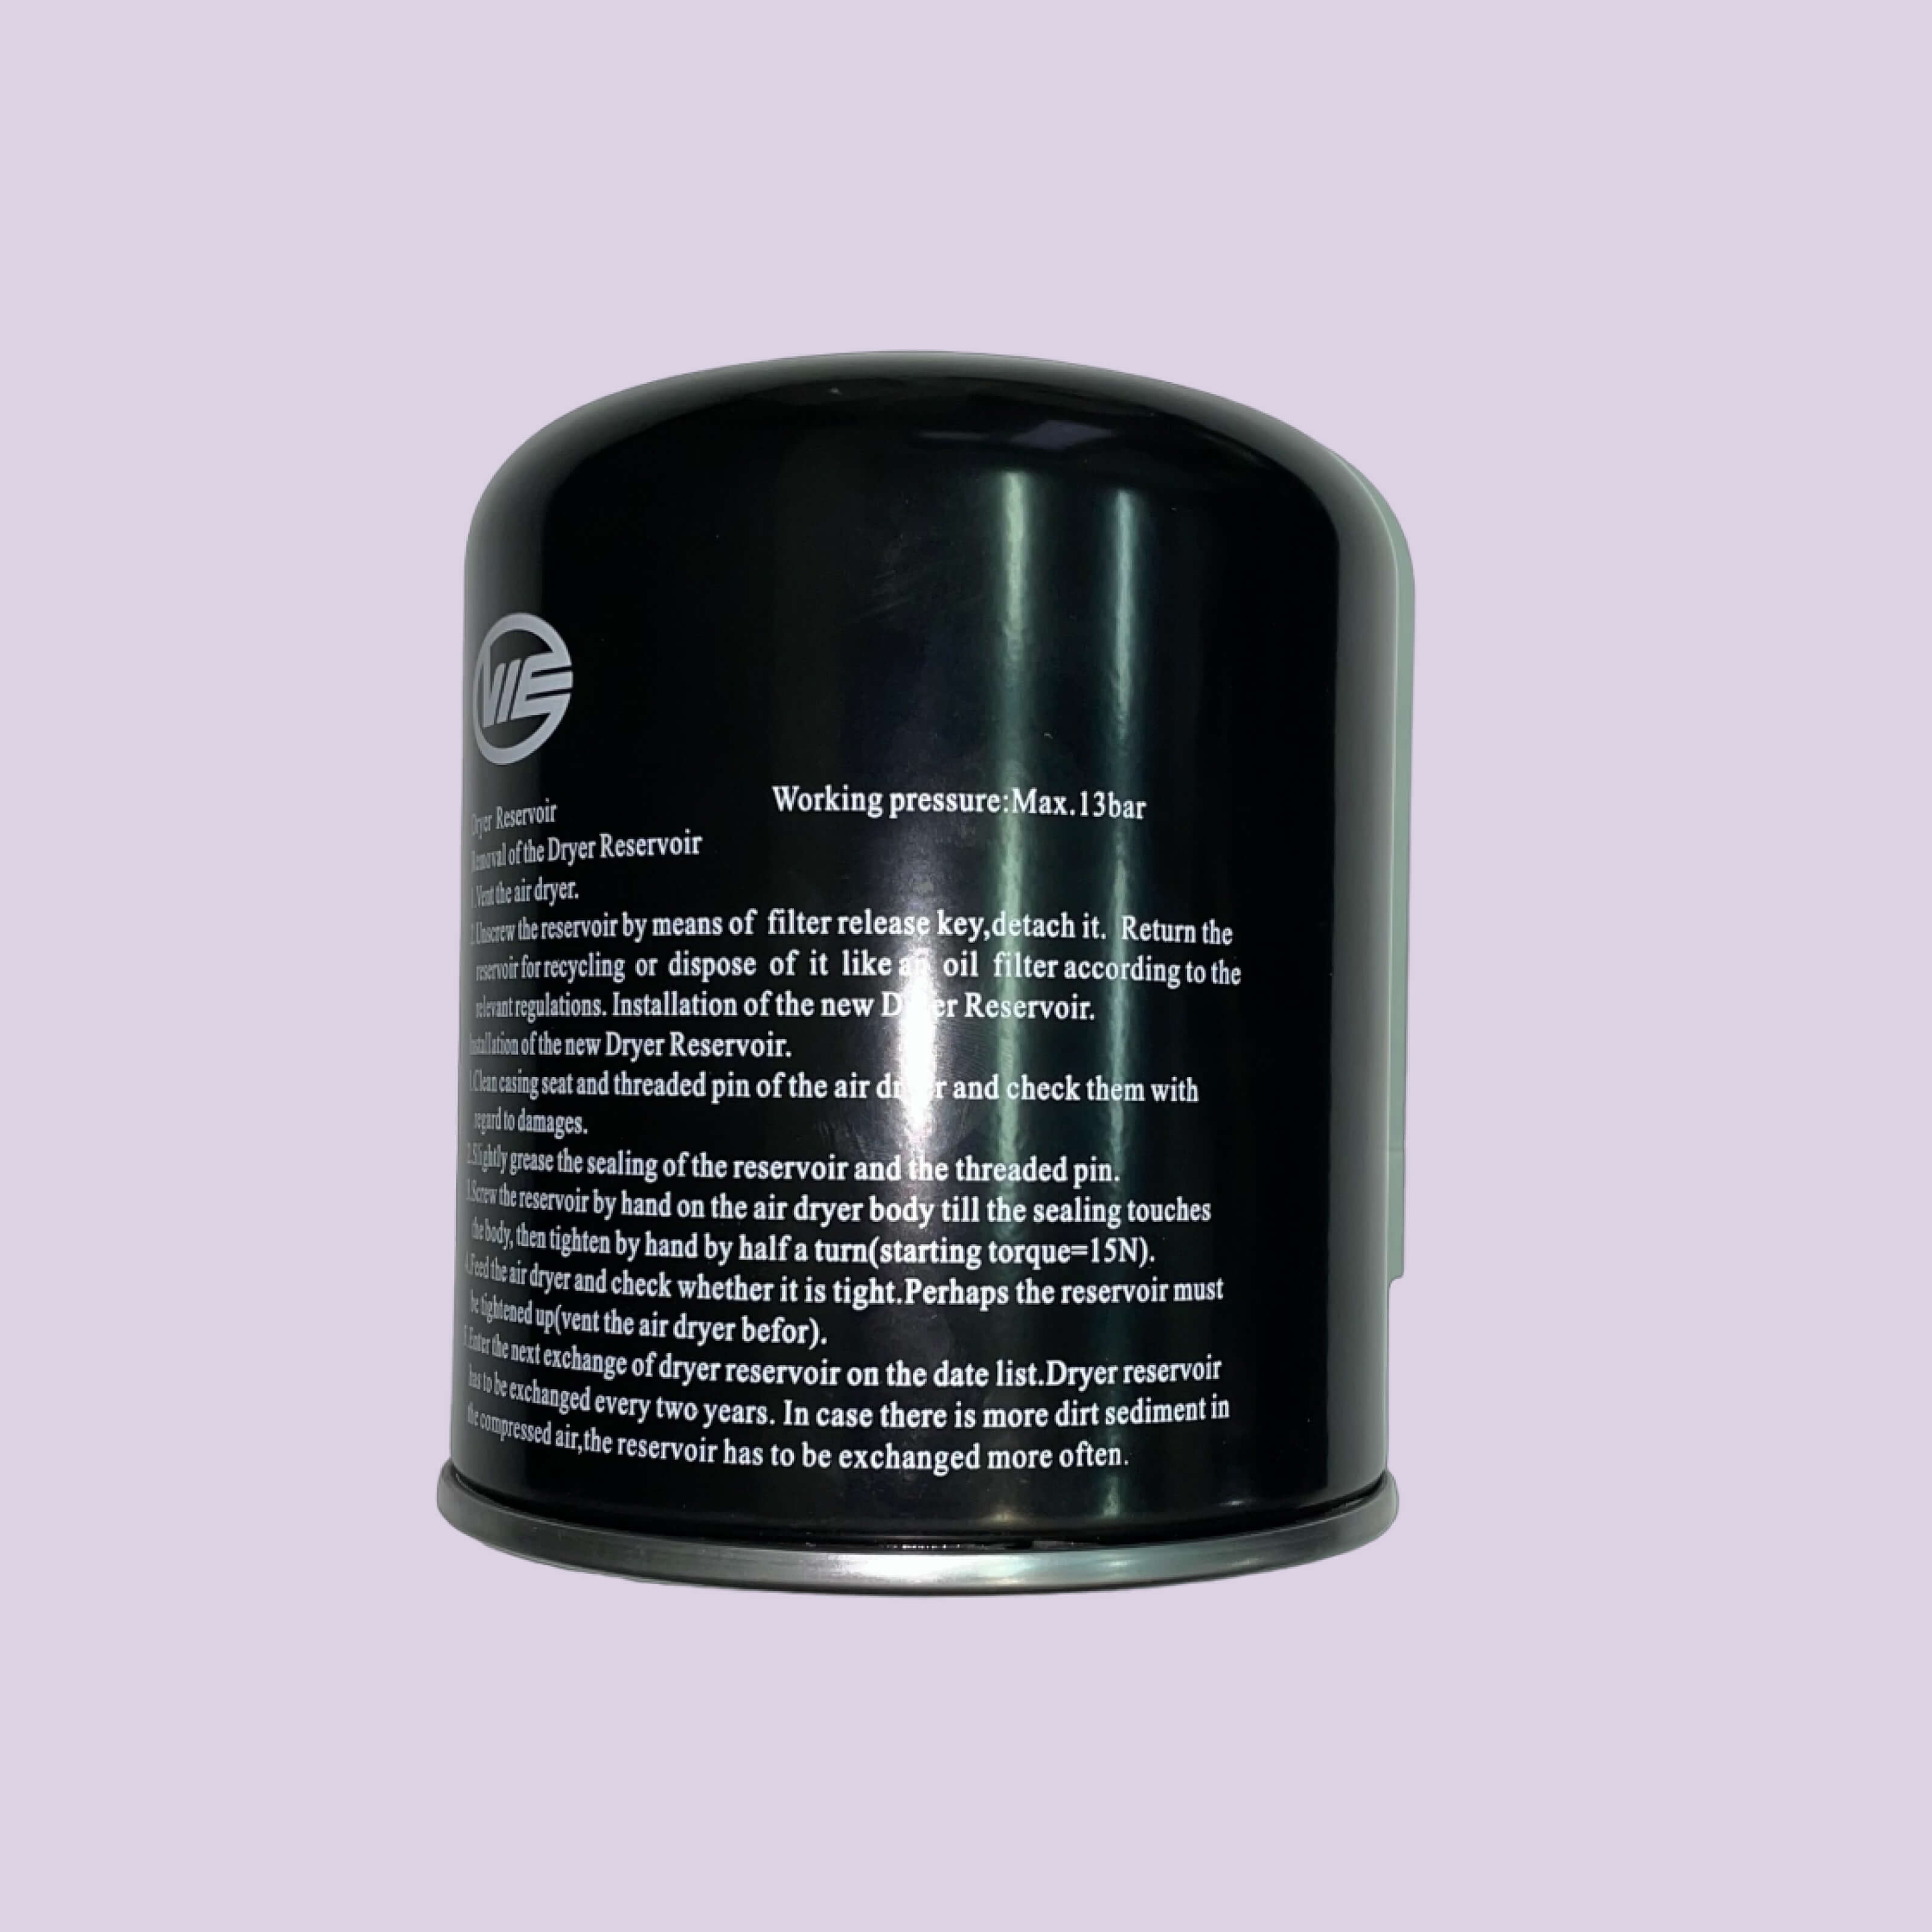 VIE
Dryer Reservoir
Working pressure:Max.13bar
Removal of the Dryer Reservoir
1.Vent the air dryer.
2.Unscrew the reservoir by means of filter release key,detach it. Return the
reservoir for recycling or dispose of it like an oil filter according to the
relevant regulations. Installation of the new Dryer Reservoir.
Installation of the new Dryer Reservoir.
1.Clean casing seat and threaded pin of the air dryer and check them with
regard to damages.
2.Slightly grease the sealing of the reservoir and the threaded pin.
3.Screw the reservoir by hand on the air dryer body till the sealing touches
the body, then tighten by hand by half a turn(starting torque=15N).
4.Feed the air dryer and check whether it is tight.Perhaps the reservoir must
be tightened up(vent the air dryer befor).
5.Enter the next exchange of dryer reservoir on the date list.Dryer reservoir
has to be exchanged every two years. In case there is more dirt sediment in
the compressed air,the reservoir has to be exchanged more often.